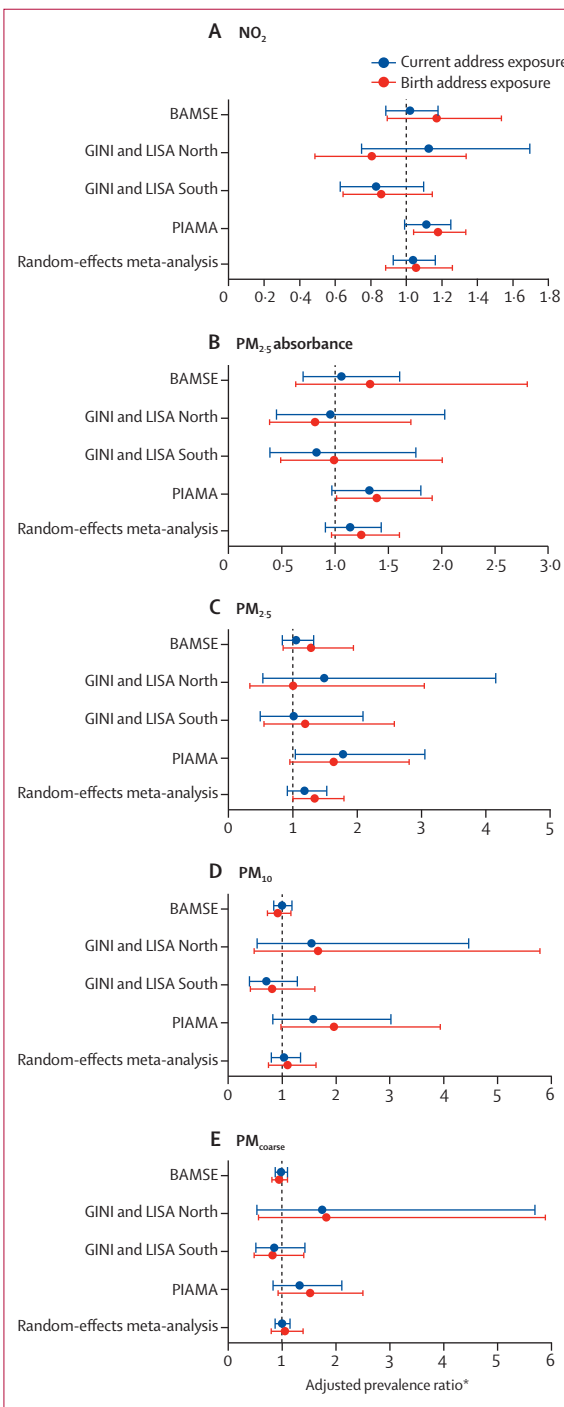 A NO₂
Current address exposure
Birth address exposure
BAMSE
GINI and LISA North
GINI and LISA South
PIAMA
Random-effects meta-analysis
0 0·2 0·4 0·6 0·8 1·0 1·2 1·4 1·6 1·8
B PM₂·₅ absorbance
BAMSE
GINI and LISA North
GINI and LISA South
PIAMA
Random-effects meta-analysis
0 0·5 1·0 1·5 2·0 2·5 3·0
C PM₂·₅
BAMSE
GINI and LISA North
GINI and LISA South
PIAMA
Random-effects meta-analysis
0 1 2 3 4 5
D PM₁₀
BAMSE
GINI and LISA North
GINI and LISA South
PIAMA
Random-effects meta-analysis
0 1 2 3 4 5 6
E PMcoarse
BAMSE
GINI and LISA North
GINI and LISA South
PIAMA
Random-effects meta-analysis
0 1 2 3 4 5 6
Adjusted prevalence ratio*